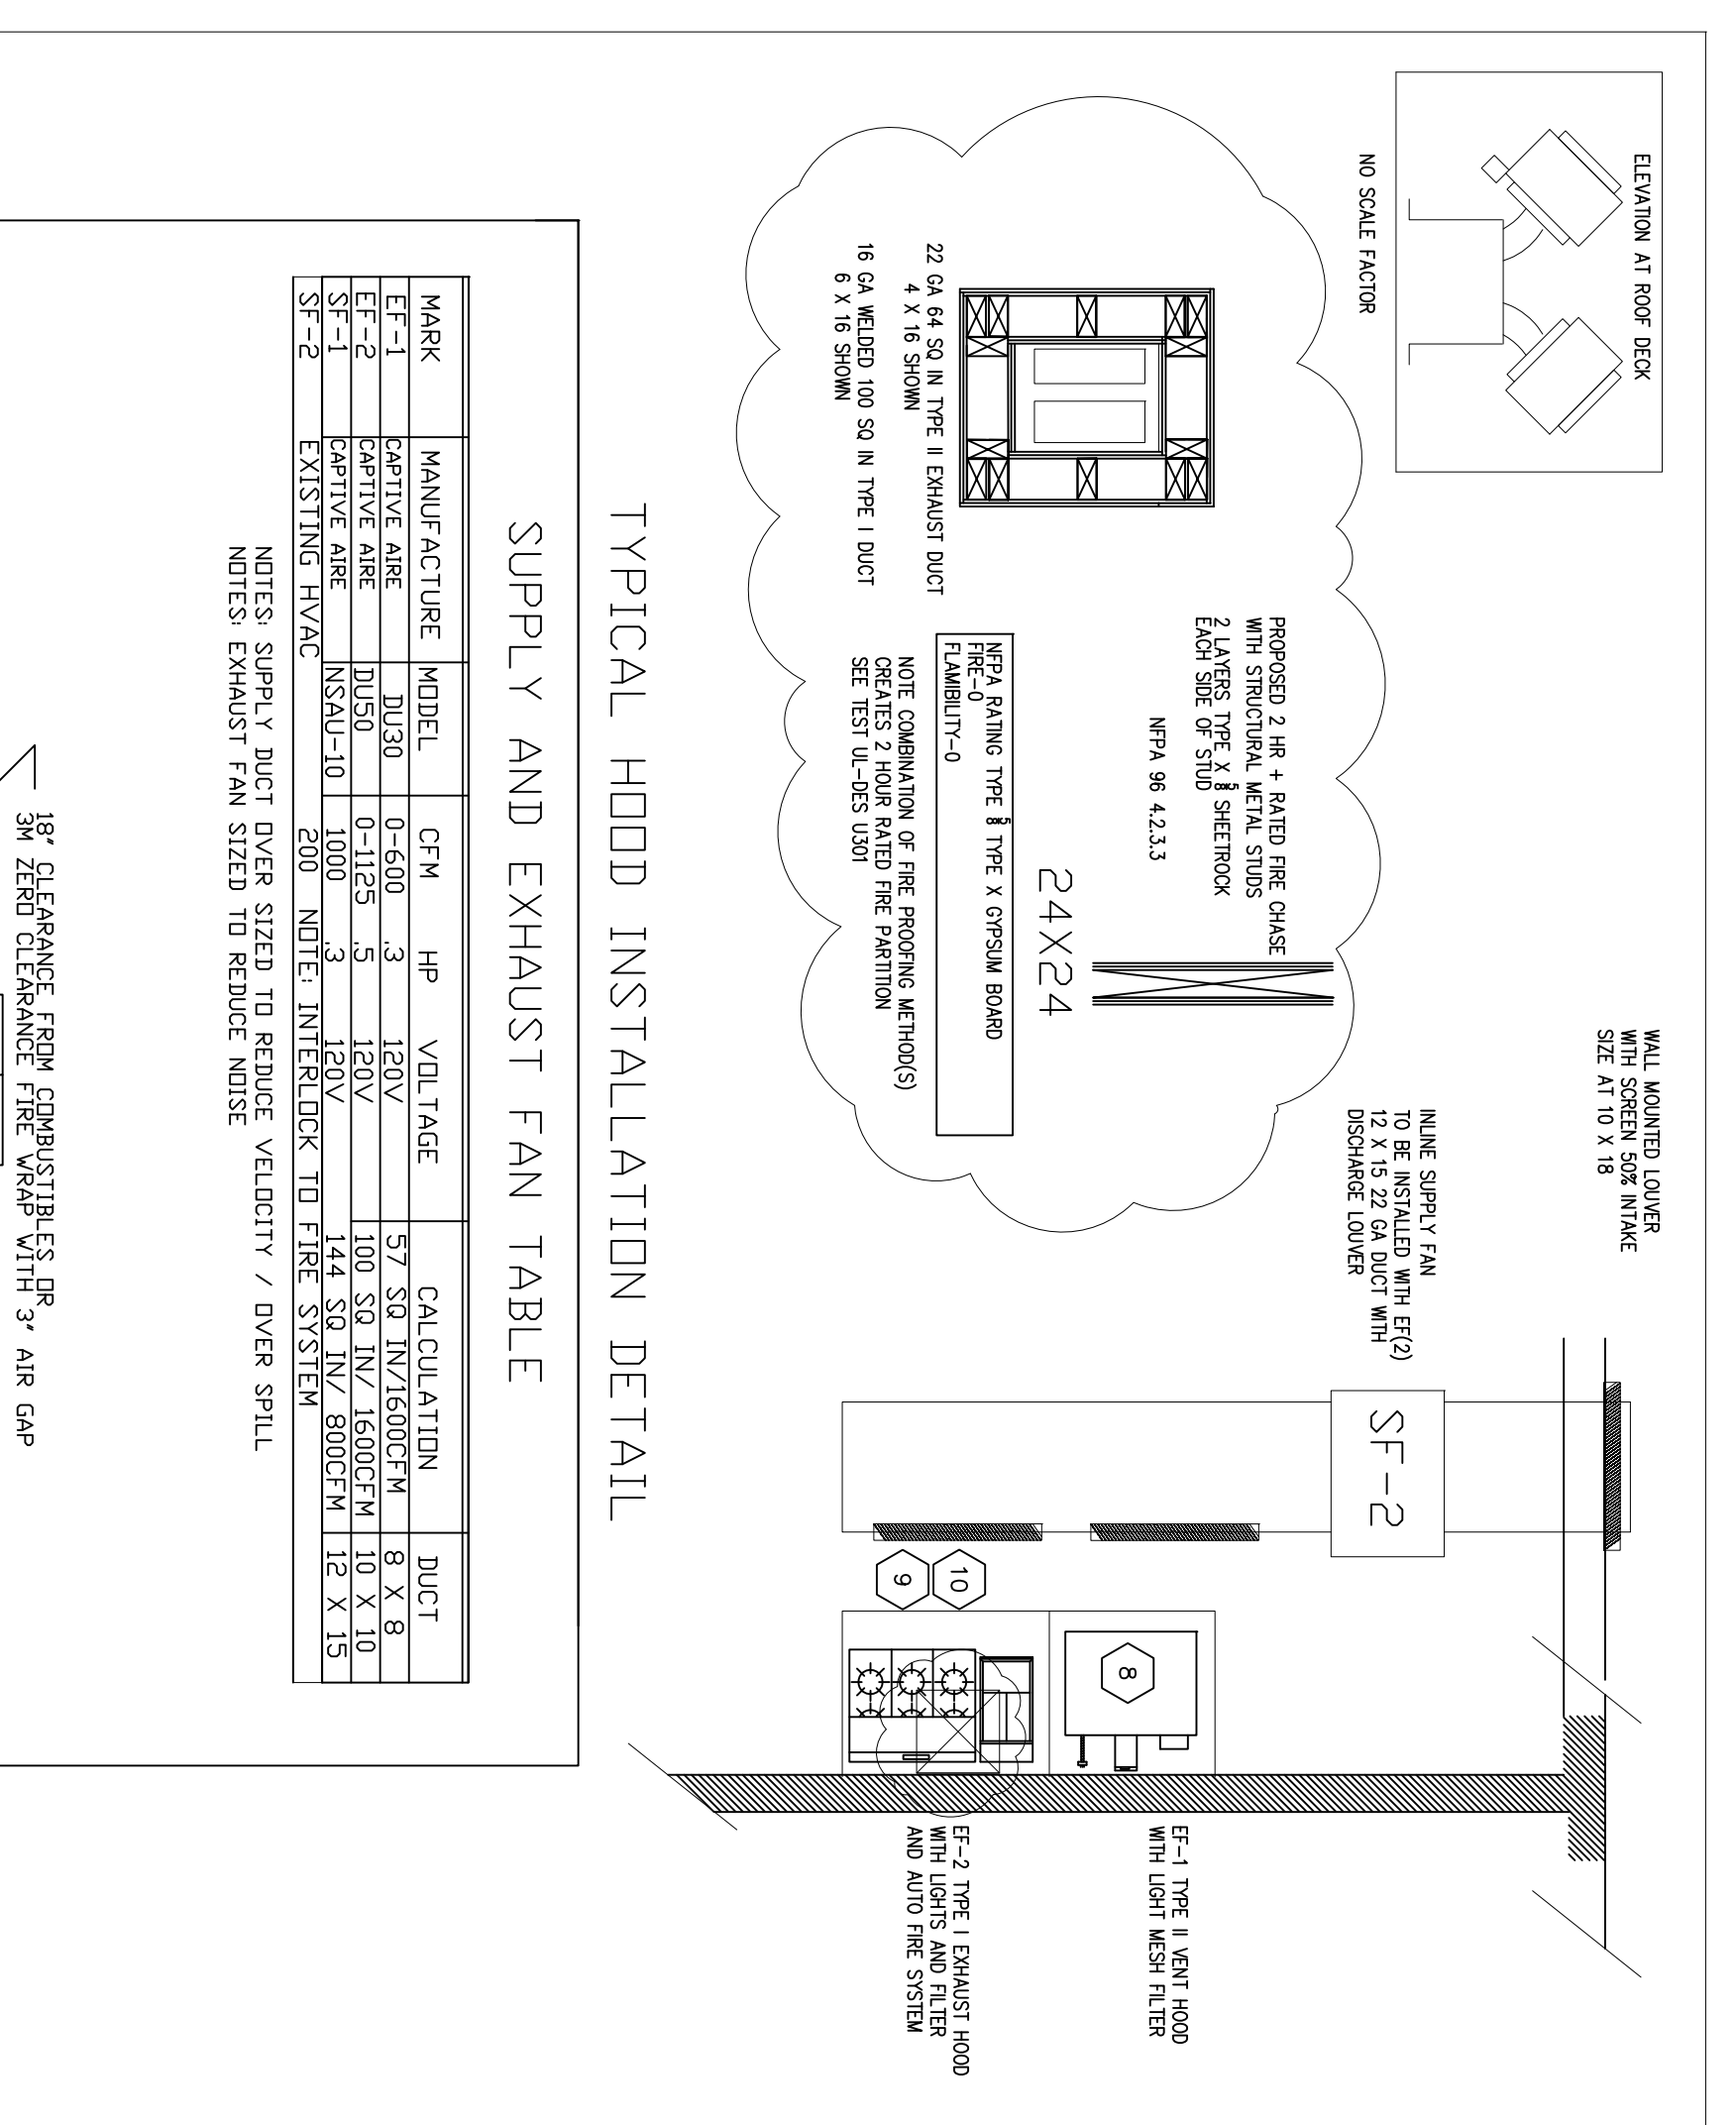 ELEVATION AT ROOF DECK
NO SCALE FACTOR
WALL MOUNTED LOUVER
WITH SCREEN 50% INTAKE
SIZE AT 10 X 18
INLINE SUPPLY FAN
TO BE INSTALLED WITH EF(2)
12 X 15 22 GA DUCT WITH
DISCHARGE LOUVER
SF-2
PROPOSED 2 HR + RATED FIRE CHASE
WITH STRUCTURAL METAL STUDS
2 LAYERS TYPE X 5/8 SHEETROCK
EACH SIDE OF STUD
NFPA 96 4.2.3.3
24X24
NFPA RATING TYPE 5/8 TYPE X GYPSUM BOARD
FIRE-0
FLAMIBILITY-0
NOTE COMBINATION OF FIRE PROOFING METHOD(S)
CREATES 2 HOUR RATED FIRE PARTITION
SEE TEST UL-DES U301
22 GA 64 SQ IN TYPE II EXHAUST DUCT
4 X 16 SHOWN
16 GA WELDED 100 SQ IN TYPE I DUCT
6 X 16 SHOWN
8
10
9
EF-1 TYPE II VENT HOOD
WITH LIGHT MESH FILTER
EF-2 TYPE I EXHAUST HOOD
WITH LIGHTS AND FILTER
AND AUTO FIRE SYSTEM
TYPICAL HOOD INSTALLATION DETAIL
SUPPLY AND EXHAUST FAN TABLE
MARK MANUFACTURE MODEL CFM HP VOLTAGE CALCULATION DUCT
EF-1 CAPTIVE AIRE DU30 0-600 .3 120V 57 SQ IN/1600CFM 8 X 8
EF-2 CAPTIVE AIRE DU50 0-1125 .5 120V 100 SQ IN/ 1600CFM 10 X 10
SF-1 CAPTIVE AIRE NSAU-10 1000 .3 120V 144 SQ IN/ 800CFM 12 X 15
SF-2 EXISTING HVAC 200 NOTE: INTERLOCK TO FIRE SYSTEM
NOTES: SUPPLY DUCT OVER SIZED TO REDUCE VELOCITY / OVER SPILL
NOTES: EXHAUST FAN SIZED TO REDUCE NOISE
18" CLEARANCE FROM COMBUSTIBLES OR
3M ZERO CLEARANCE FIRE WRAP WITH 3" AIR GAP